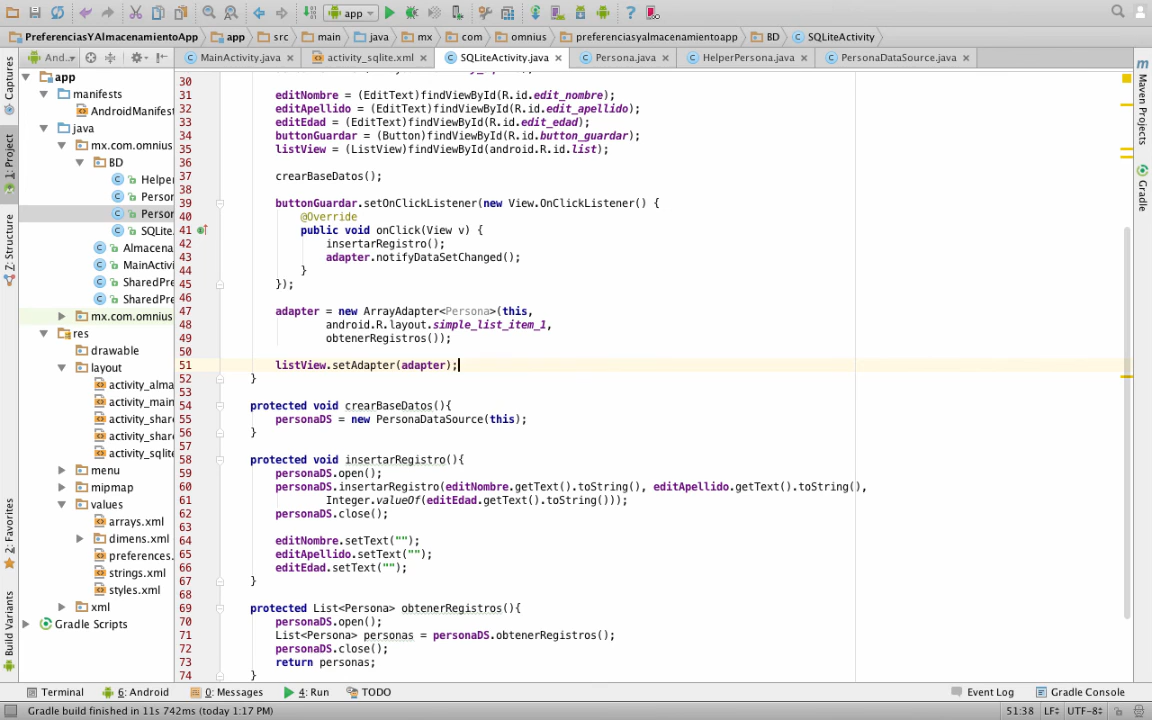 app
PreferenciasYAlmacenamientoApp app src main java mx com omnius preferenciasyalmacenamientoapp BD SQLiteActivity
And... MainActivity.java activity_sqlite.xml SQLiteActivity.java Persona.java HelperPersona.java PersonaDataSource.java
Captures
1: Project
Z: Structure
2: Favorites
Build Variants
app
manifests
AndroidManifest
java
mx.com.omnius
BD
Helper
Person
Person
SQLite
Almacena
MainActivi
SharedPre
SharedPre
mx.com.omnius
res
drawable
layout
activity_alma
activity_main
activity_shar
activity_shar
activity_sqlite
menu
mipmap
values
arrays.xml
dimens.xml
preferences.
strings.xml
styles.xml
xml
Gradle Scripts
30
31 editNombre = (EditText)findViewById(R.id.edit_nombre);
32 editApellido = (EditText)findViewById(R.id.edit_apellido);
33 editEdad = (EditText)findViewById(R.id.edit_edad);
34 buttonGuardar = (Button)findViewById(R.id.button_guardar);
35 listView = (ListView)findViewById(android.R.id.list);
36
37 crearBaseDatos();
38
39 buttonGuardar.setOnClickListener(new View.OnClickListener() {
40 @Override
41 public void onClick(View v) {
42 insertarRegistro();
43 adapter.notifyDataSetChanged();
44 }
45 });
46
47 adapter = new ArrayAdapter<Persona>(this,
48 android.R.layout.simple_list_item_1,
49 obtenerRegistros());
50
51 listView.setAdapter(adapter);
52 }
53
54 protected void crearBaseDatos(){
55 personaDS = new PersonaDataSource(this);
56 }
57
58 protected void insertarRegistro(){
59 personaDS.open();
60 personaDS.insertarRegistro(editNombre.getText().toString(), editApellido.getText().toString(),
61 Integer.valueOf(editEdad.getText().toString()));
62 personaDS.close();
63
64 editNombre.setText("");
65 editApellido.setText("");
66 editEdad.setText("");
67 }
68
69 protected List<Persona> obtenerRegistros(){
70 personaDS.open();
71 List<Persona> personas = personaDS.obtenerRegistros();
72 personaDS.close();
73 return personas;
74 }
Maven Projects
Gradle
Terminal 6: Android 0: Messages 4: Run TODO Event Log Gradle Console
Gradle build finished in 11s 742ms (today 1:17 PM) 51:38 LF÷ UTF-8÷